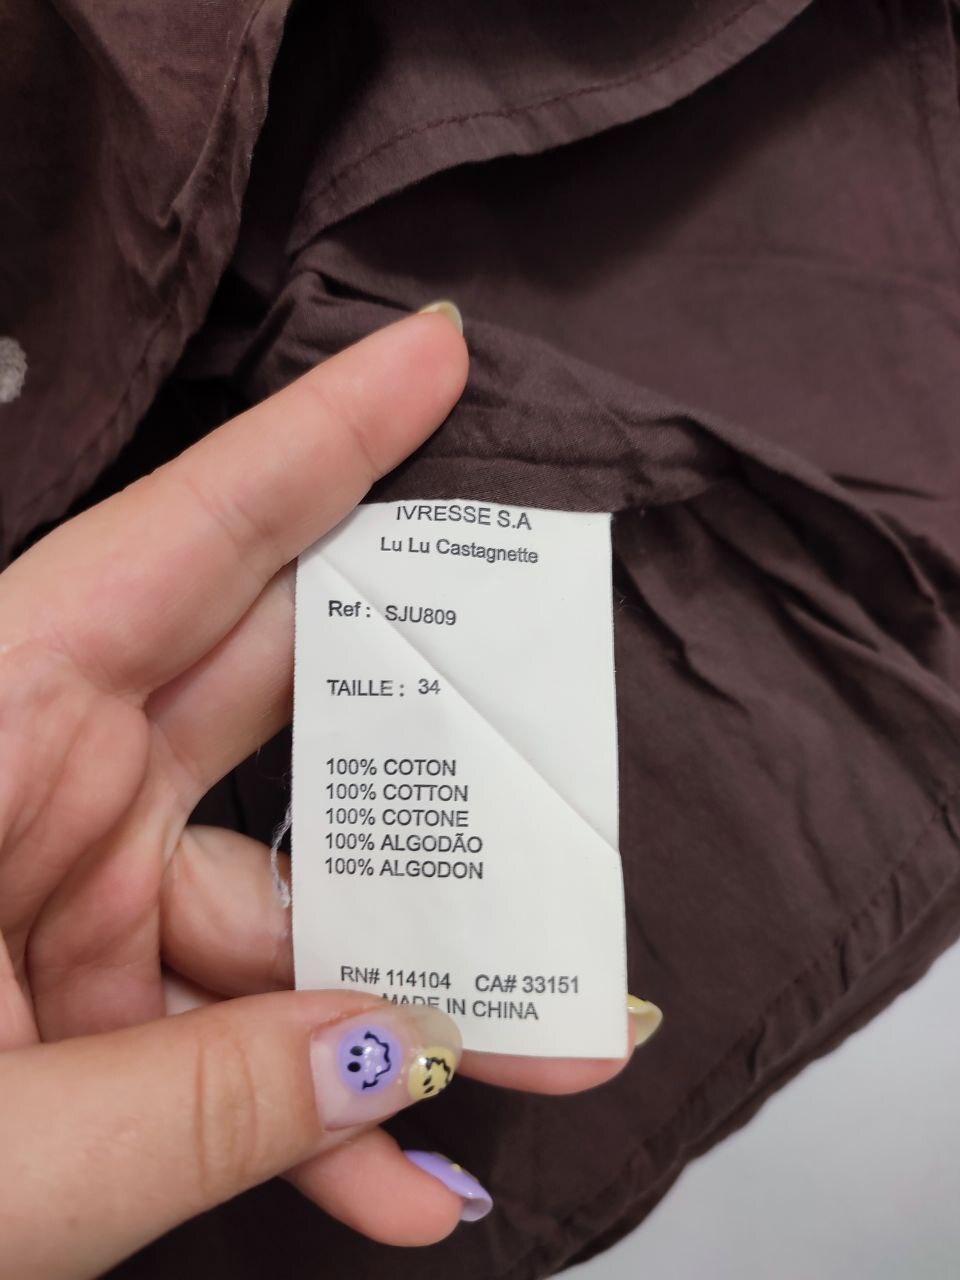 IVRESSE S.A
Lu Lu Castagnette
Ref : SJU809
TAILLE : 34
100% COTON
100% COTTON
100% COTONE
100% ALGODÃO
100% ALGODON
RN# 114104 CA# 33151
MADE IN CHINA